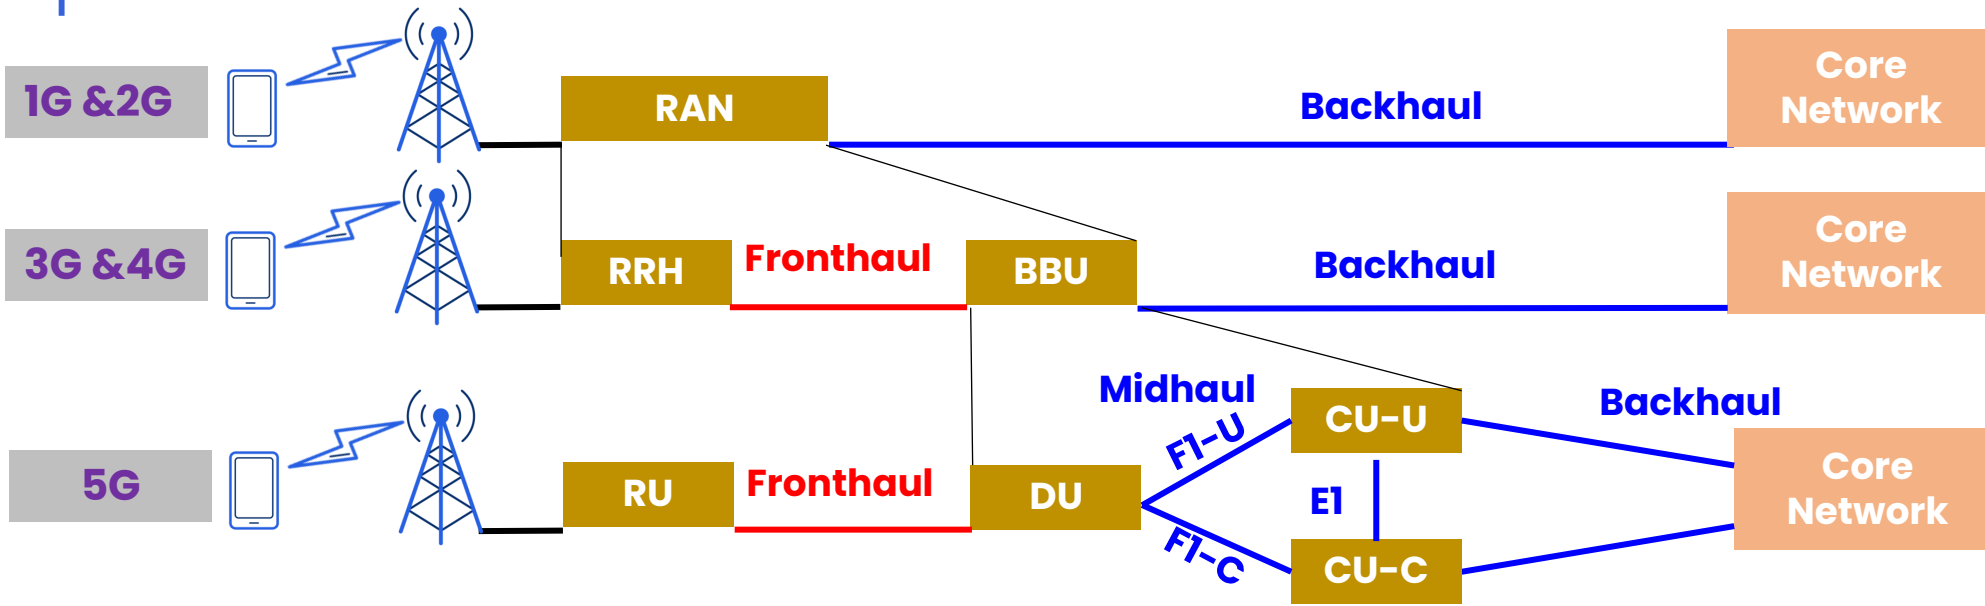 1G &2G
RAN
Backhaul
Core
Network
3G &4G
RRH
Fronthaul
BBU
Backhaul
Core
Network
5G
RU
Fronthaul
DU
Midhaul
F1-U
F1-C
CU-U
E1
CU-C
Backhaul
Core
Network